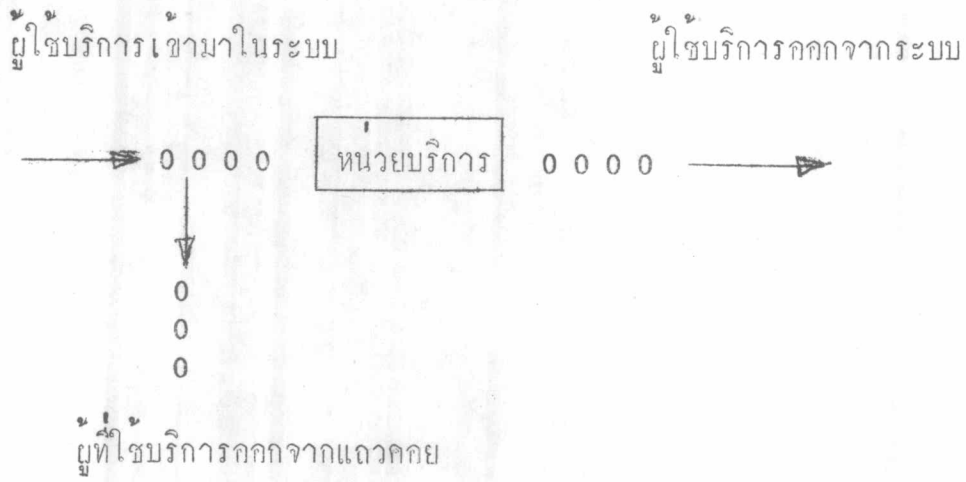 ผู้ใช้บริการเข้ามาในระบบ
ผู้ใช้บริการออกจากระบบ
0 0 0 0
หน่วยบริการ
0 0 0 0
0
0
0
ผู้ที่ใช้บริการออกจากแถวคอย